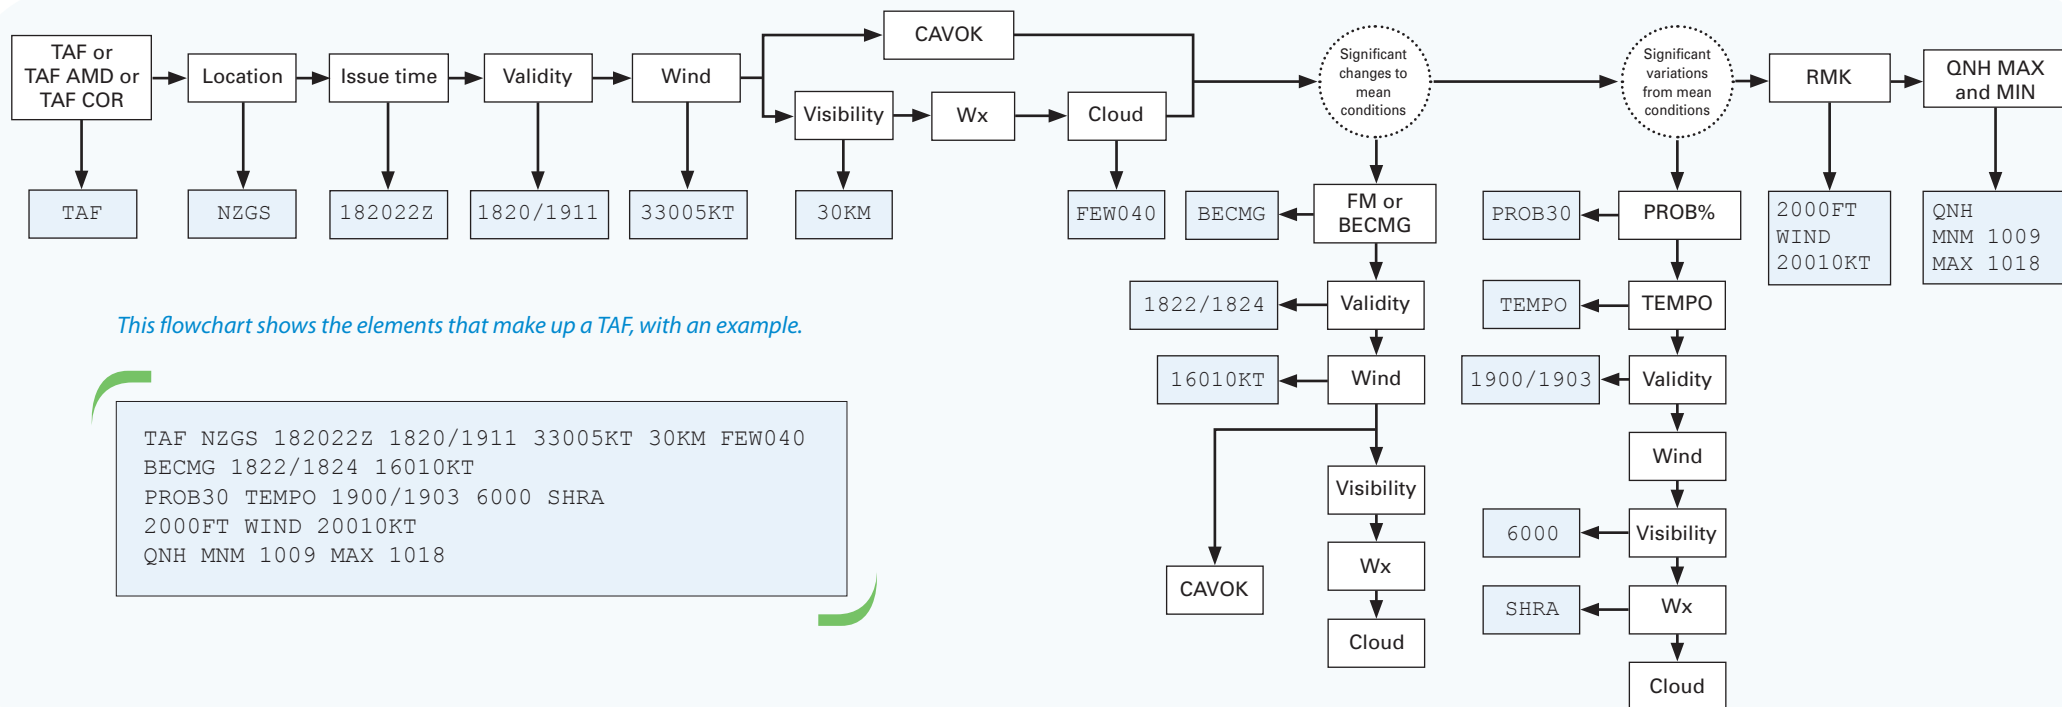 TAF or
TAF AMD or
TAF COR
Location
Issue time
Validity
Wind
CAVOK
Visibility
Wx
Cloud
Significant
changes to
mean
conditions
Significant
variations
from mean
conditions
RMK
QNH MAX
and MIN
TAF
NZGS
182022Z
1820/1911
33005KT
30KM
FEW040
BECMG
FM or
BECMG
1822/1824
Validity
16010KT
Wind
CAVOK
Visibility
Wx
Cloud
PROB30
PROB%
TEMPO
TEMPO
1900/1903
Validity
Wind
6000
Visibility
SHRA
Wx
Cloud
2000FT
WIND
20010KT
QNH
MNM 1009
MAX 1018
This flowchart shows the elements that make up a TAF, with an example.
TAF NZGS 182022Z 1820/1911 33005KT 30KM FEW040
BECMG 1822/1824 16010KT
PROB30 TEMPO 1900/1903 6000 SHRA
2000FT WIND 20010KT
QNH MNM 1009 MAX 1018